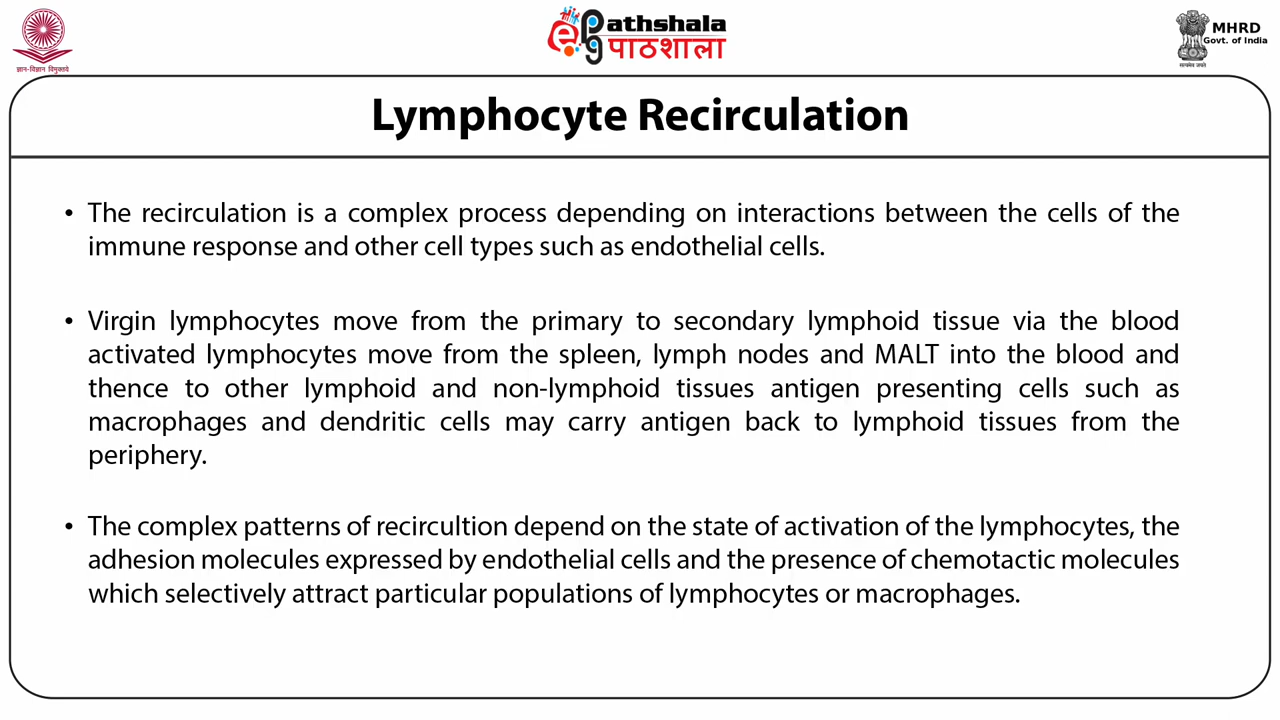 ज्ञान-विज्ञान विमुक्तये
ePathshala
पाठशाला
MHRD
Govt. of India
सत्यमेव जयते
Lymphocyte Recirculation
• The recirculation is a complex process depending on interactions between the cells of the
immune response and other cell types such as endothelial cells.
• Virgin lymphocytes move from the primary to secondary lymphoid tissue via the blood
activated lymphocytes move from the spleen, lymph nodes and MALT into the blood and
thence to other lymphoid and non-lymphoid tissues antigen presenting cells such as
macrophages and dendritic cells may carry antigen back to lymphoid tissues from the
periphery.
• The complex patterns of recircultion depend on the state of activation of the lymphocytes, the
adhesion molecules expressed by endothelial cells and the presence of chemotactic molecules
which selectively attract particular populations of lymphocytes or macrophages.